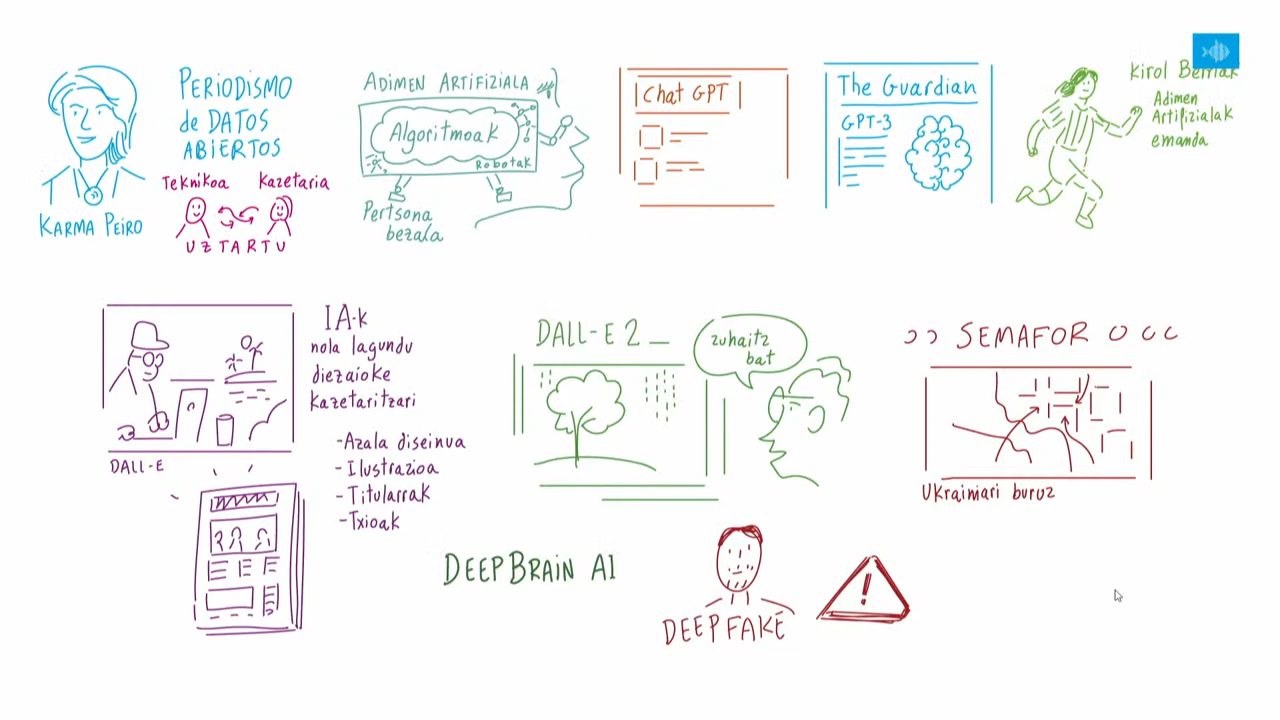 PERIODISMO
de DATOS
ABIERTOS
KARMA PEIRO
Teknikoa Kazetaria
UZTARTU
ADIMEN ARTIFIZIALA
Algoritmoak
Robotak
Pertsona
bezala
Chat GPT
The Guardian
GPT-3
Kirol Berriak
Adimen
Artifizialak
emanda
DALL-E
IA-k
nola lagundu
diezaioke
Kazetaritzari
-Azala diseinua
-Ilustrazioa
-Titularrak
-Txioak
DALL-E 2_
zuhaitz
bat
SEMAFOR
Ukrainiari buruz
DEEPBRAIN AI
DEEPFAKE
!